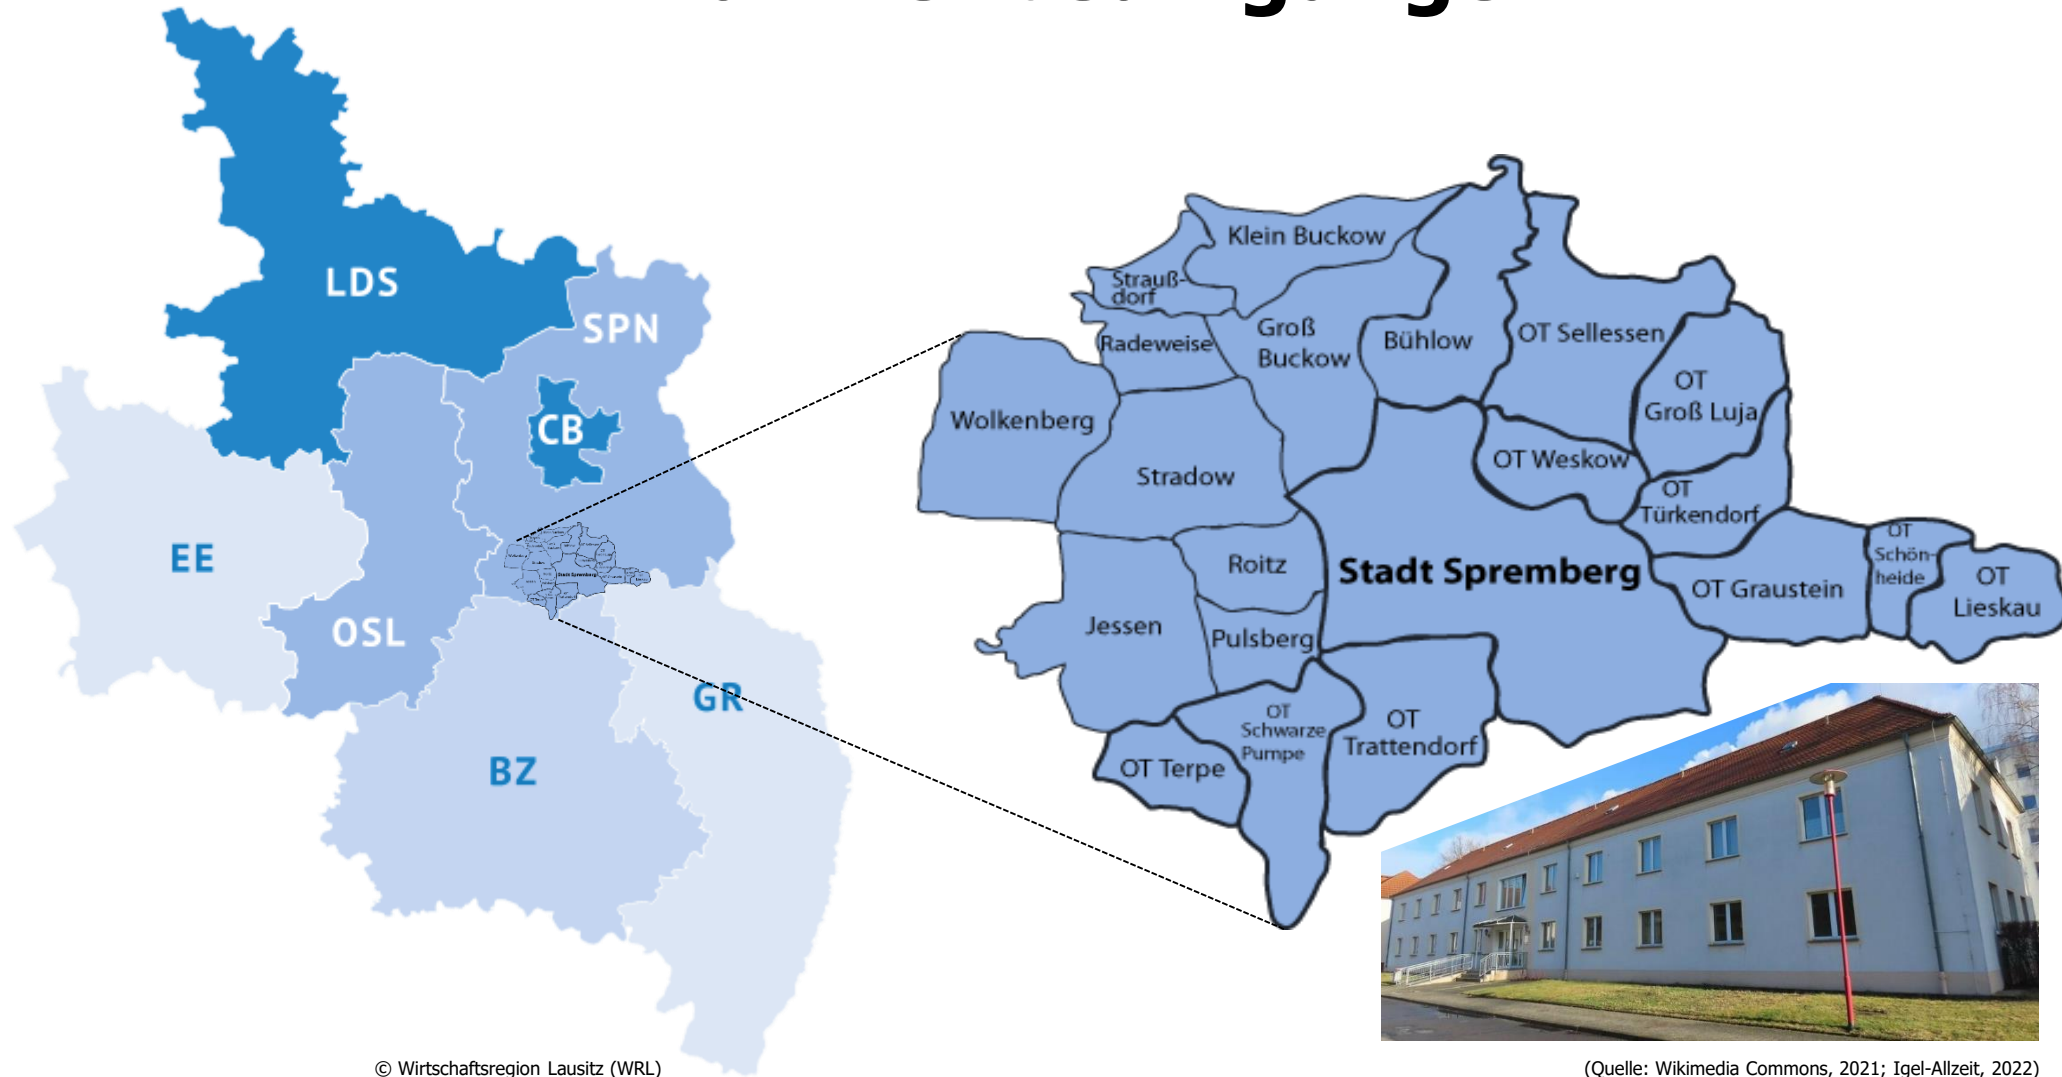 LDS
SPN
CB
EE
OSL
GR
BZ
Klein Buckow
Strauß-
dorf
Radeweise
Groß
Buckow
Bühlow
OT Sellessen
OT
Groß Luja
Wolkenberg
Stradow
OT Weskow
OT
Türkendorf
Roitz
Stadt Spremberg
OT Graustein
OT
Schön-
heide
OT
Lieskau
Jessen
Pulsberg
OT
Schwarze
Pumpe
OT
Trattendorf
OT Terpe
© Wirtschaftsregion Lausitz (WRL)
(Quelle: Wikimedia Commons, 2021; Igel-Allzeit, 2022)